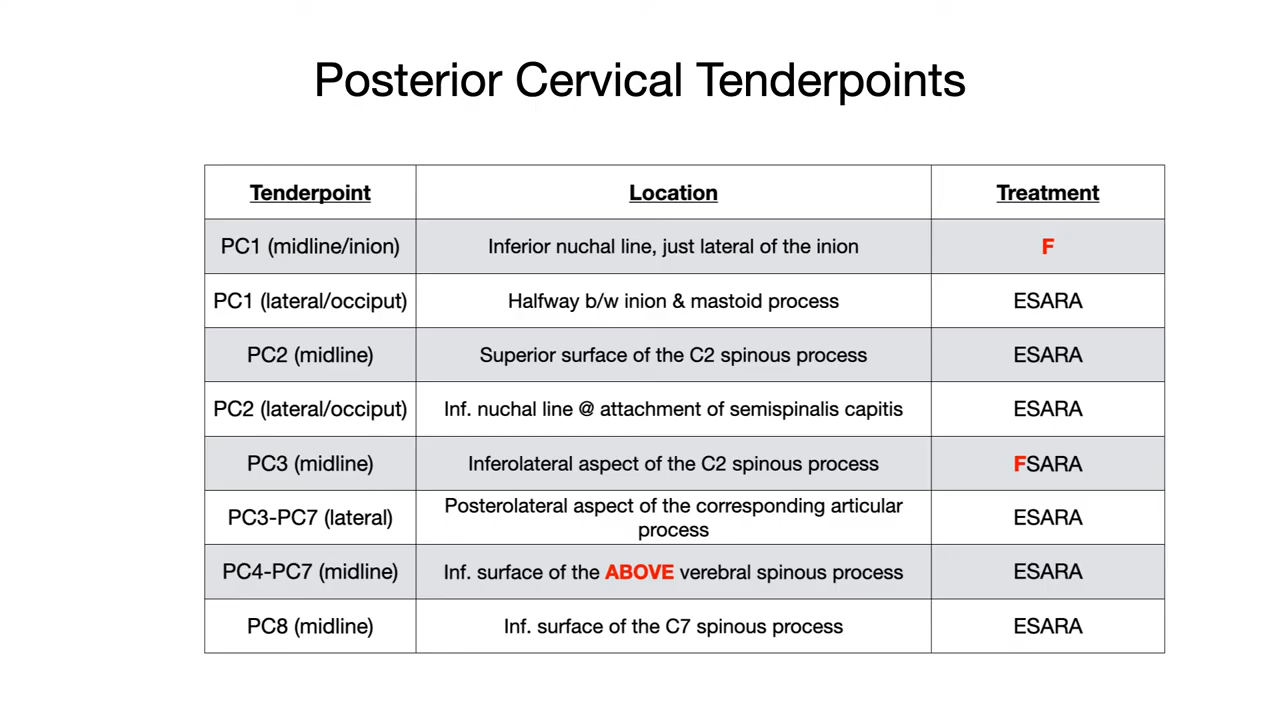 Posterior Cervical Tenderpoints
Tenderpoint Location Treatment
PC1 (midline/inion) Inferior nuchal line, just lateral of the inion F
PC1 (lateral/occiput) Halfway b/w inion & mastoid process ESARA
PC2 (midline) Superior surface of the C2 spinous process ESARA
PC2 (lateral/occiput) Inf. nuchal line @ attachment of semispinalis capitis ESARA
PC3 (midline) Inferolateral aspect of the C2 spinous process FSARA
PC3-PC7 (lateral) Posterolateral aspect of the corresponding articular
process ESARA
PC4-PC7 (midline) Inf. surface of the ABOVE verebral spinous process ESARA
PC8 (midline) Inf. surface of the C7 spinous process ESARA